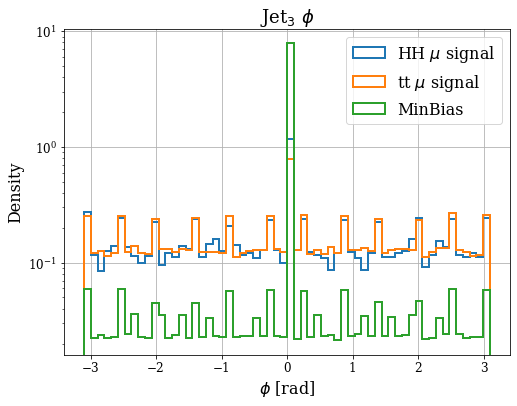 Jet₃ ϕ
HH μ signal
tt μ signal
MinBias
Density
10¹
10⁰
10⁻¹
−3 −2 −1 0 1 2 3
ϕ [rad]